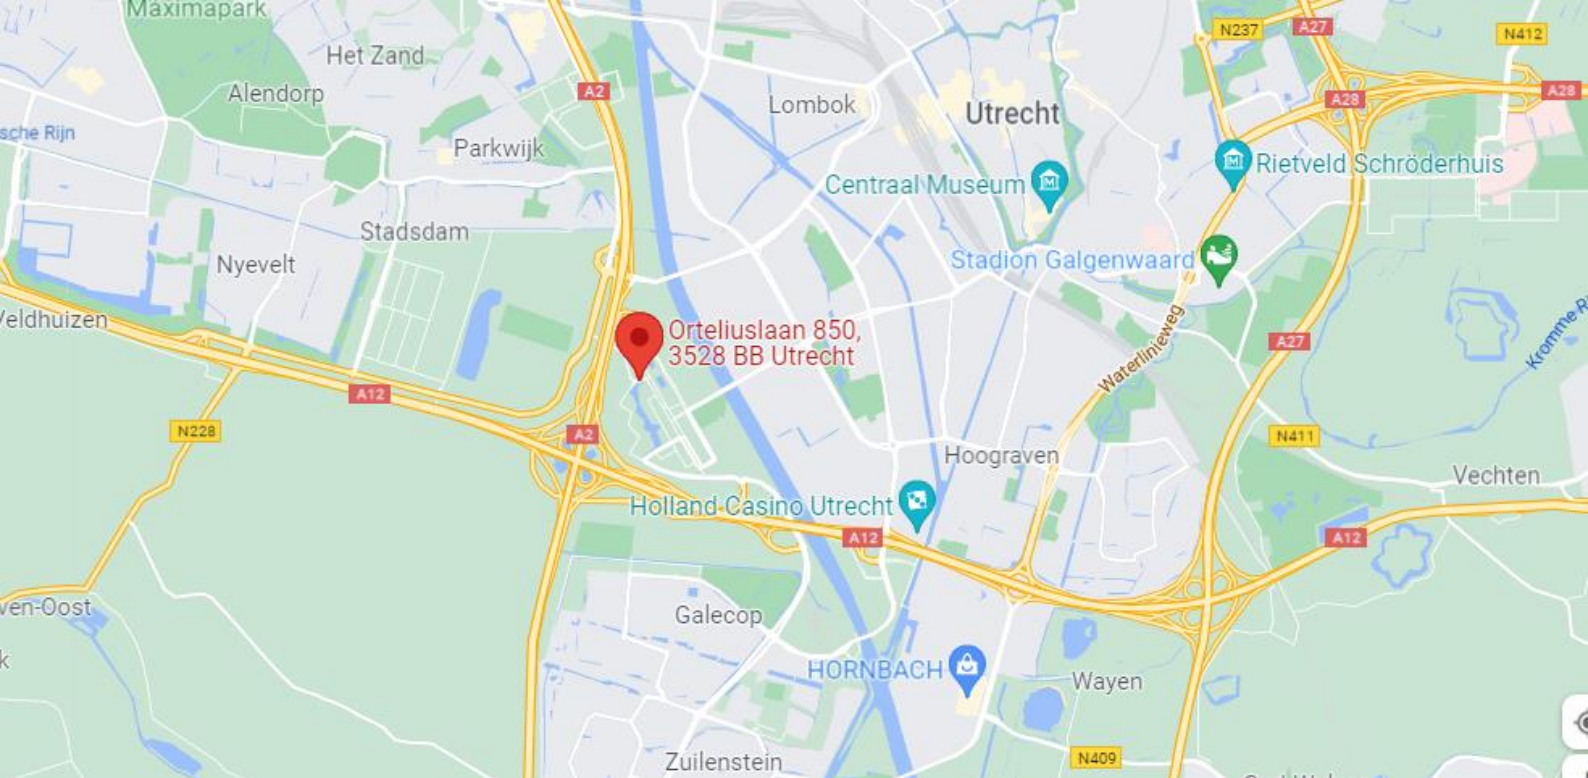 Máximapark
N237
A27
N412
Het Zand
A2
Alendorp
Lombok
Utrecht
A28
A28
sche Rijn
Parkwijk
Rietveld Schröderhuis
Centraal Museum
Stadsdam
Nyevelt
Stadion Galgenwaard
Veldhuizen
Orteliuslaan 850,
3528 BB Utrecht
Waterlinieweg
A27
Kromme R
A12
N228
A2
N411
Hoograven
Vechten
Holland Casino Utrecht
A12
A12
ven-Oost
Galecop
k
HORNBACH
Wayen
Zuilenstein
N409